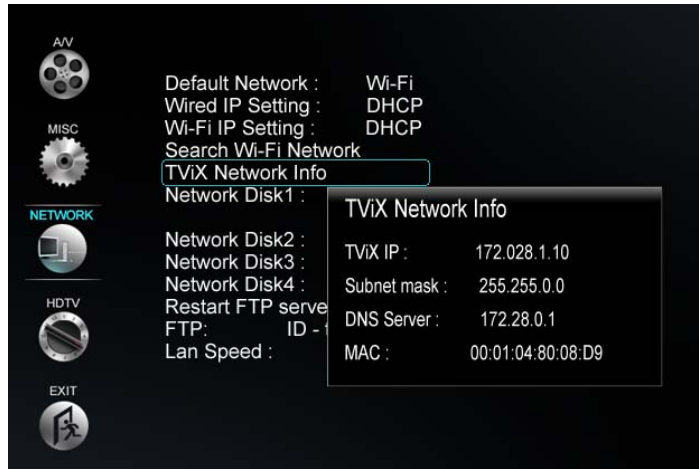 A/V
MISC
NETWORK
HDTV
EXIT
Default Network : Wi-Fi
Wired IP Setting : DHCP
Wi-Fi IP Setting : DHCP
Search Wi-Fi Network
TViX Network Info
Network Disk1 :
Network Disk2 :
Network Disk3 :
Network Disk4 :
Restart FTP serve
FTP: ID -
Lan Speed :
TViX Network Info
TViX IP : 172.028.1.10
Subnet mask : 255.255.0.0
DNS Server : 172.28.0.1
MAC : 00:01:04:80:08:D9